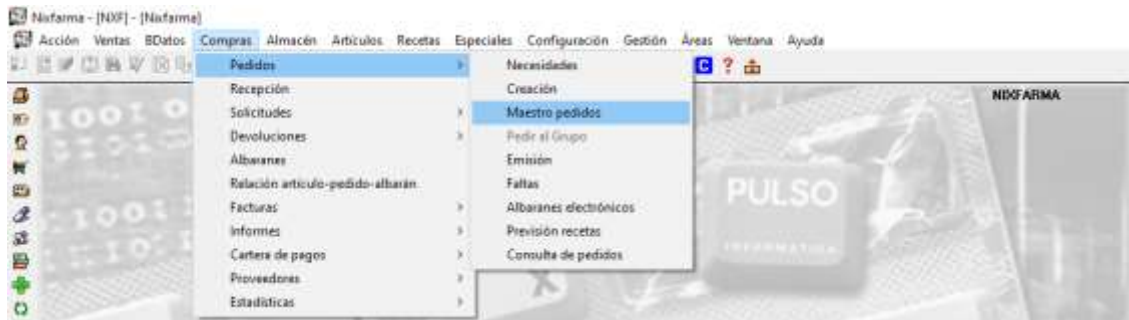 Nixfarma - [NXF] - [Nixfarma]
Acción Ventas BDatos Compras Almacén Artículos Recetas Especiales Configuración Gestión Áreas Ventana Ayuda
C ?
NIXFARMA
Pedidos
Recepción
Solicitudes
Devoluciones
Albaranes
Relación artículo-pedido-albarán
Facturas
Informes
Cartera de pagos
Proveedores
Estadísticas
Necesidades
Creación
Maestro pedidos
Pedir al Grupo
Emisión
Faltas
Albaranes electrónicos
Previsión recetas
Consulta de pedidos
PULSO
INFORMATICA
X